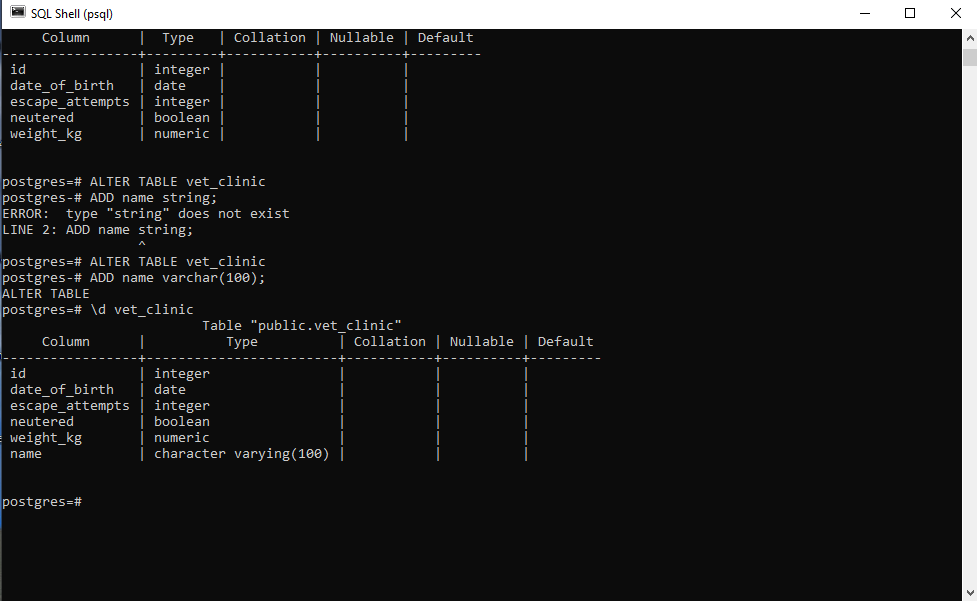 SQL Shell (psql)
     Column      |  Type   | Collation | Nullable | Default
-----------------+---------+-----------+----------+---------
 id              | integer |           |          |
 date_of_birth   | date    |           |          |
 escape_attempts | integer |           |          |
 neutered        | boolean |           |          |
 weight_kg       | numeric |           |          |
postgres=# ALTER TABLE vet_clinic
postgres-# ADD name string;
ERROR:  type "string" does not exist
LINE 2: ADD name string;
                 ^
postgres=# ALTER TABLE vet_clinic
postgres-# ADD name varchar(100);
ALTER TABLE
postgres=# \d vet_clinic
                         Table "public.vet_clinic"
     Column      |          Type          | Collation | Nullable | Default
-----------------+------------------------+-----------+----------+---------
 id              | integer                |           |          |
 date_of_birth   | date                   |           |          |
 escape_attempts | integer                |           |          |
 neutered        | boolean                |           |          |
 weight_kg       | numeric                |           |          |
 name            | character varying(100) |           |          |
postgres=#